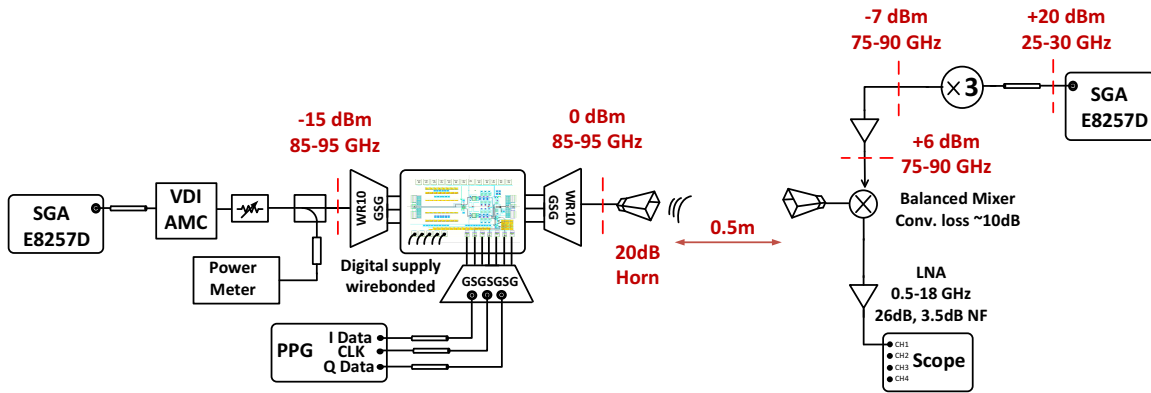 -7 dBm
75-90 GHz
+20 dBm
25-30 GHz
×3
SGA
E8257D
-15 dBm
85-95 GHz
0 dBm
85-95 GHz
+6 dBm
75-90 GHz
SGA
E8257D
VDI
AMC
WR10
GSG
WR10
GSG
Balanced Mixer
Conv. loss ~10dB
0.5m
20dB
Horn
Power
Meter
Digital supply
wirebonded
GSGSGSG
LNA
0.5-18 GHz
26dB, 3.5dB NF
PPG
I Data
CLK
Q Data
CH1
CH2
CH3
CH4
Scope